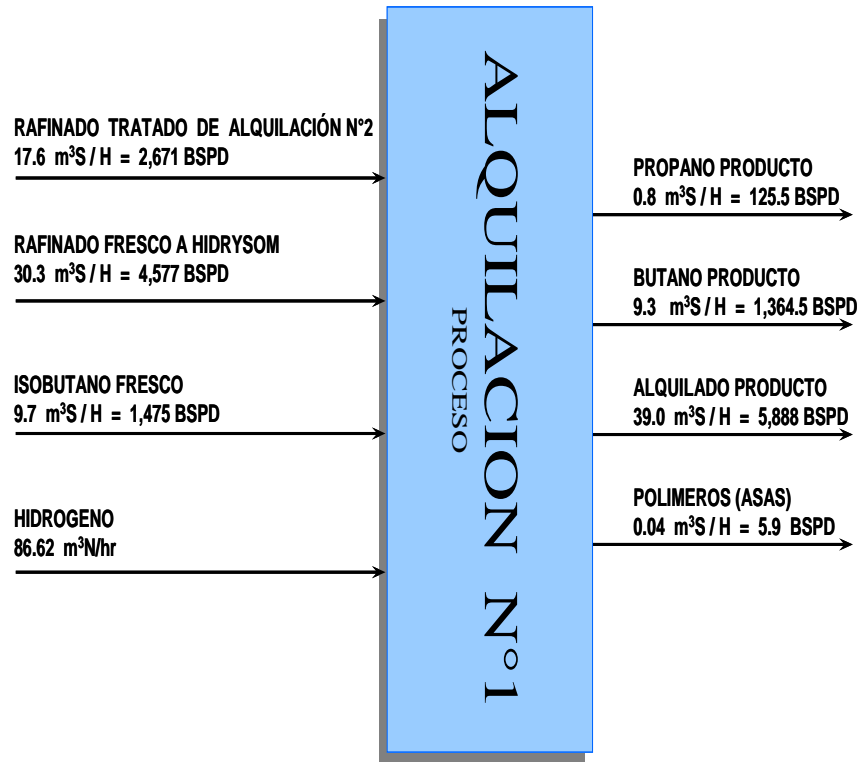 RAFINADO TRATADO DE ALQUILACIÓN N°2
17.6 m³S / H = 2,671 BSPD
RAFINADO FRESCO A HIDRYSOM
30.3 m³S / H = 4,577 BSPD
ISOBUTANO FRESCO
9.7 m³S / H = 1,475 BSPD
HIDROGENO
86.62 m³N/hr
ALQUILACION N°1
PROCESO
PROPANO PRODUCTO
0.8 m³S / H = 125.5 BSPD
BUTANO PRODUCTO
9.3 m³S / H = 1,364.5 BSPD
ALQUILADO PRODUCTO
39.0 m³S / H = 5,888 BSPD
POLIMEROS (ASAS)
0.04 m³S / H = 5.9 BSPD